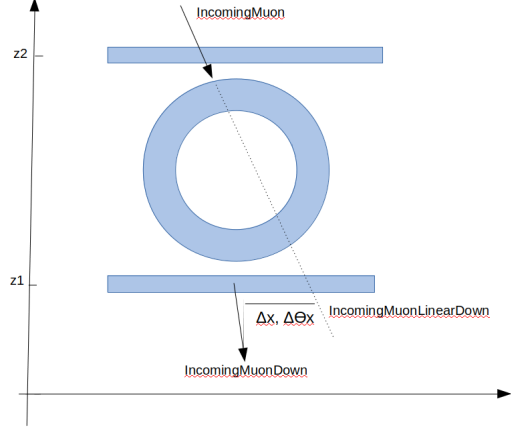 IncomingMuon
z2
z1
IncomingMuonLinearDown
Δx, ΔΘx
IncomingMuonDown